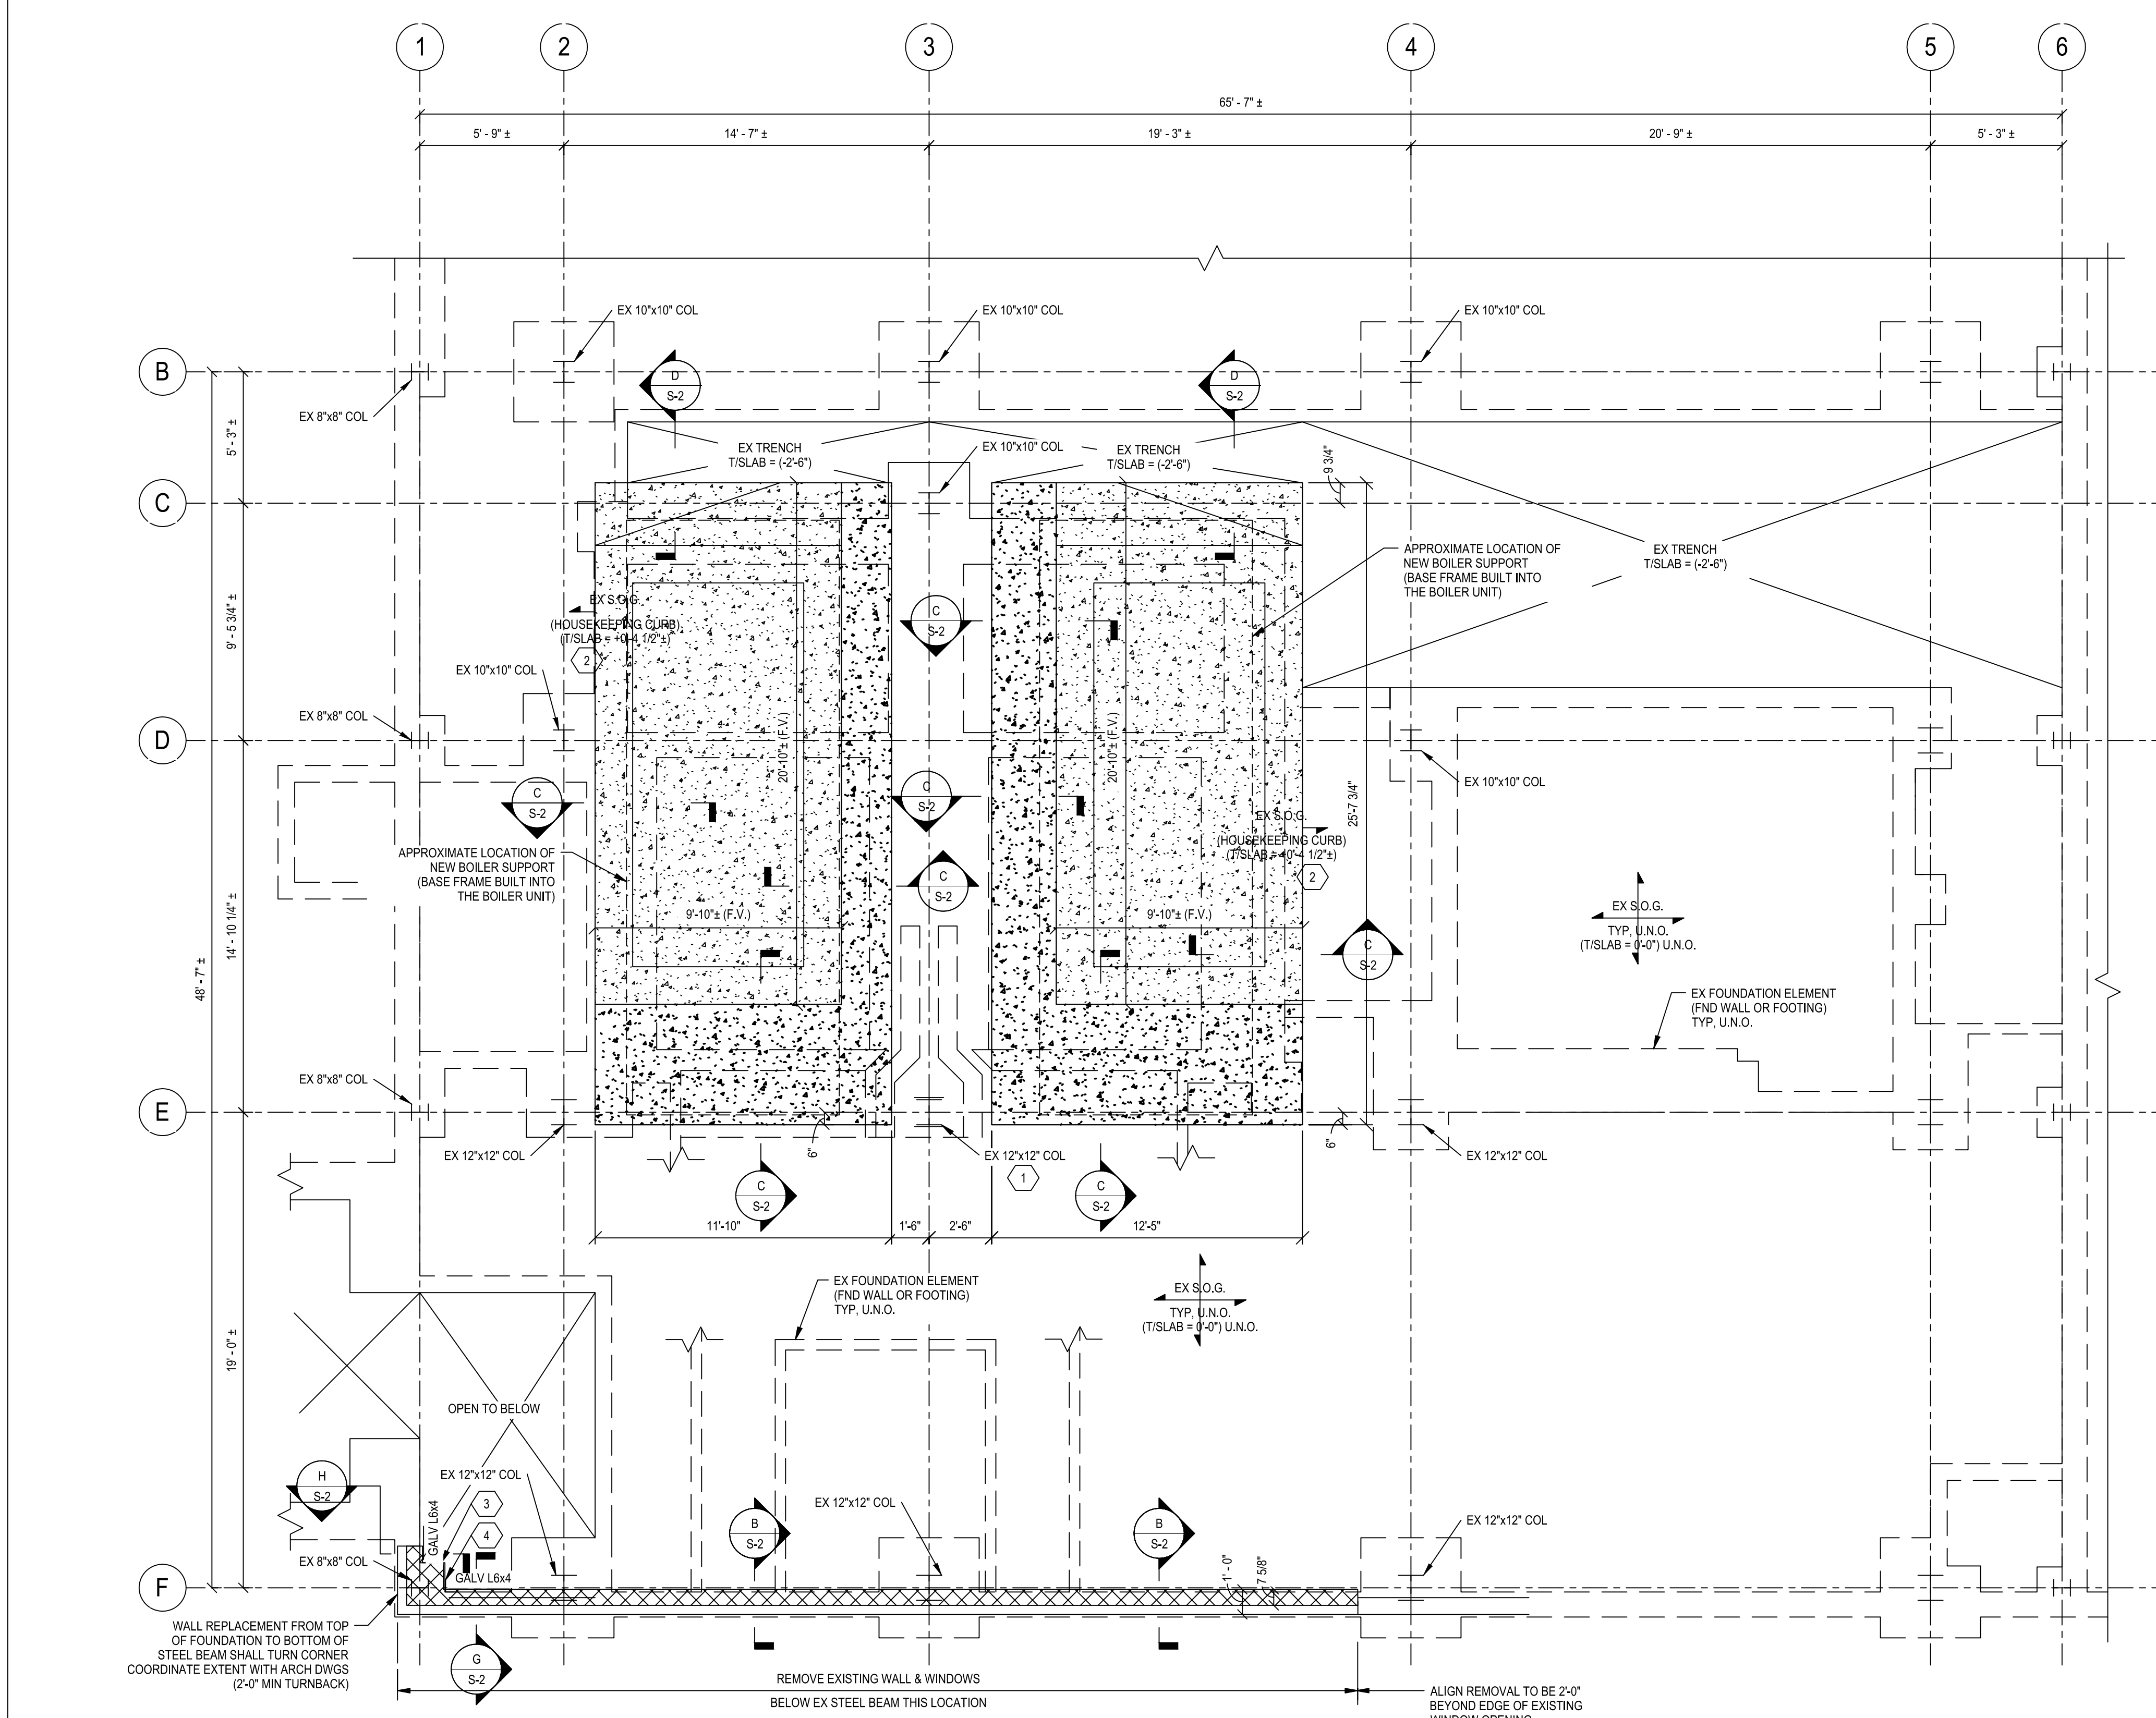 1
2
3
4
5
6
65' - 7" ±
5' - 9" ±
14' - 7" ±
19' - 3" ±
20' - 9" ±
5' - 3" ±
EX 10"x10" COL
EX 10"x10" COL
EX 10"x10" COL
B
D
S-2
D
S-2
EX 8"x8" COL
5' - 3" ±
EX TRENCH
T/SLAB = (-2'-6")
EX 10"x10" COL
EX TRENCH
T/SLAB = (-2'-6")
9 3/4"
C
APPROXIMATE LOCATION OF
NEW BOILER SUPPORT
(BASE FRAME BUILT INTO
THE BOILER UNIT)
EX TRENCH
T/SLAB = (-2'-6")
9' - 5 3/4" ±
EX S.O.G.
(HOUSEKEEPING CURB)
(T/SLAB = +0'-4 1/2"±)
2
C
S-2
EX 10"x10" COL
EX 8"x8" COL
D
20'-10"± (F.V.)
20'-10"± (F.V.)
EX 10"x10" COL
C
S-2
C
S-2
25'-7 3/4"
EX S.O.G.
(HOUSEKEEPING CURB)
(T/SLAB = +0'-4 1/2"±)
2
APPROXIMATE LOCATION OF
NEW BOILER SUPPORT
(BASE FRAME BUILT INTO
THE BOILER UNIT)
C
S-2
9'-10"± (F.V.)
9'-10"± (F.V.)
EX S.O.G.
TYP, U.N.O.
(T/SLAB = 0'-0") U.N.O.
14' - 10 1/4" ±
48' - 7" ±
C
S-2
EX FOUNDATION ELEMENT
(FND WALL OR FOOTING)
TYP, U.N.O.
EX 8"x8" COL
E
EX 12"x12" COL
6"
EX 12"x12" COL
1
6"
EX 12"x12" COL
C
S-2
C
S-2
11'-10"
1'-6"
2'-6"
12'-5"
EX FOUNDATION ELEMENT
(FND WALL OR FOOTING)
TYP, U.N.O.
EX S.O.G.
TYP, U.N.O.
(T/SLAB = 0'-0") U.N.O.
19' - 0" ±
OPEN TO BELOW
H
S-2
EX 12"x12" COL
3
4
GALV L6x4
GALV L6x4
EX 12"x12" COL
B
S-2
B
S-2
EX 12"x12" COL
EX 8"x8" COL
F
1' - 0"
7 5/8"
WALL REPLACEMENT FROM TOP
OF FOUNDATION TO BOTTOM OF
STEEL BEAM SHALL TURN CORNER
COORDINATE EXTENT WITH ARCH DWGS
(2'-0" MIN TURNBACK)
G
S-2
REMOVE EXISTING WALL & WINDOWS
BELOW EX STEEL BEAM THIS LOCATION
ALIGN REMOVAL TO BE 2'-0"
BEYOND EDGE OF EXISTING
WINDOW OPENING